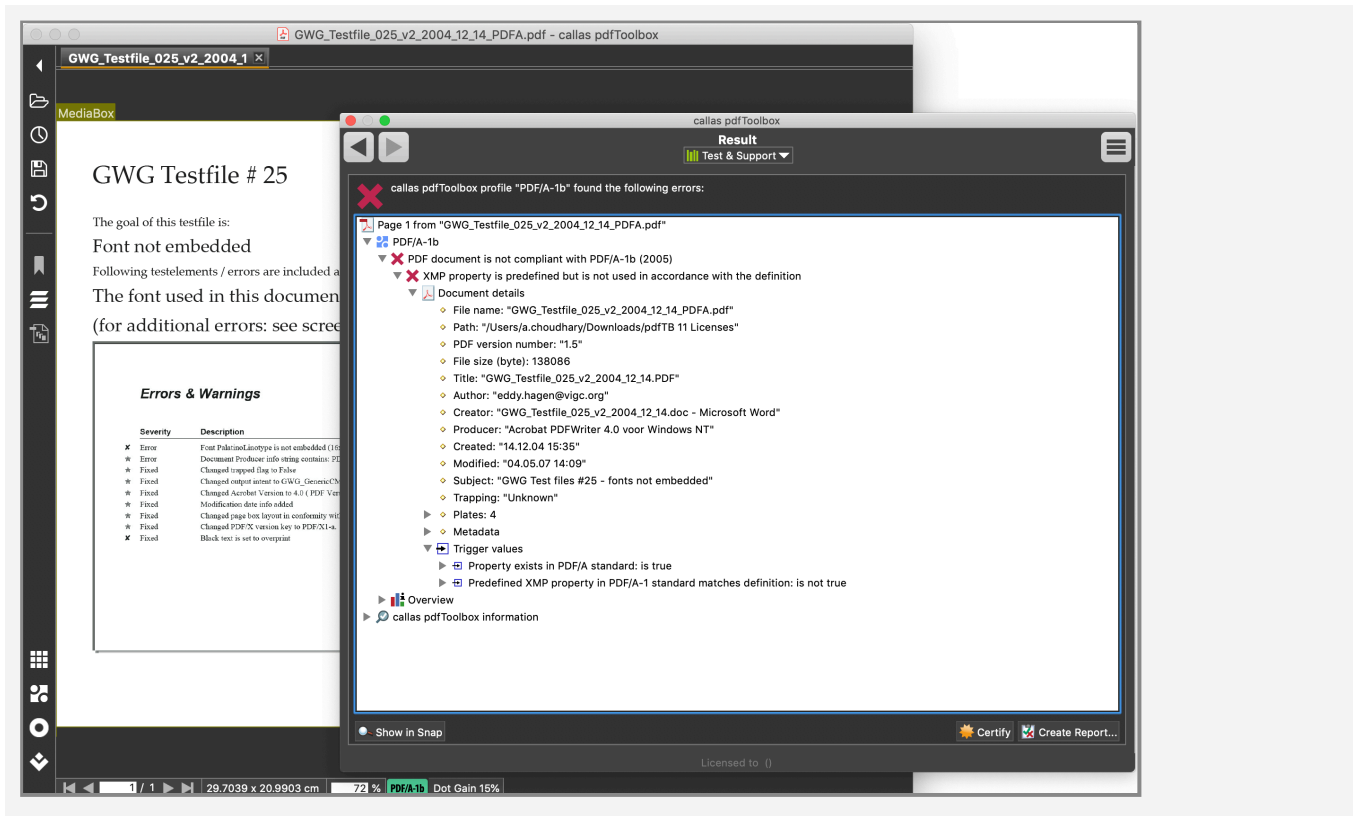 GWG_Testfile_025_v2_2004_12_14_PDFA.pdf - callas pdfToolbox
GWG_Testfile_025_v2_2004_1 ×
MediaBox
GWG Testfile # 25
The goal of this testfile is:
Font not embedded
Following testelements / errors are included a
The font used in this documen
(for additional errors: see scree
Errors & Warnings
Severity Description
Error Font PalatinoLinotype is not embedded (16x
Error Document Producer info string contains: PD
Fixed Changed trapped flag to False
Fixed Changed output intent to GWG_GenericCM
Fixed Changed Acrobat Version to 4.0 ( PDF Ver
Fixed Modification date info added
Fixed Changed page box layout in conformity wit
Fixed Changed PDF/X version key to PDF/X1-a.
Fixed Black text is set to overprint
1 / 1 29.7039 x 20.9903 cm 72 % PDF/A-1b Dot Gain 15%
callas pdfToolbox
Result
Test & Support
callas pdfToolbox profile "PDF/A-1b" found the following errors:
Page 1 from "GWG_Testfile_025_v2_2004_12_14_PDFA.pdf"
PDF/A-1b
PDF document is not compliant with PDF/A-1b (2005)
XMP property is predefined but is not used in accordance with the definition
Document details
File name: "GWG_Testfile_025_v2_2004_12_14_PDFA.pdf"
Path: "/Users/a.choudhary/Downloads/pdfTB 11 Licenses"
PDF version number: "1.5"
File size (byte): 138086
Title: "GWG_Testfile_025_v2_2004_12_14.PDF"
Author: "eddy.hagen@vigc.org"
Creator: "GWG_Testfile_025_v2_2004_12_14.doc - Microsoft Word"
Producer: "Acrobat PDFWriter 4.0 voor Windows NT"
Created: "14.12.04 15:35"
Modified: "04.05.07 14:09"
Subject: "GWG Test files #25 - fonts not embedded"
Trapping: "Unknown"
Plates: 4
Metadata
Trigger values
Property exists in PDF/A standard: is true
Predefined XMP property in PDF/A-1 standard matches definition: is not true
Overview
callas pdfToolbox information
Show in Snap
Certify
Create Report...
Licensed to ()